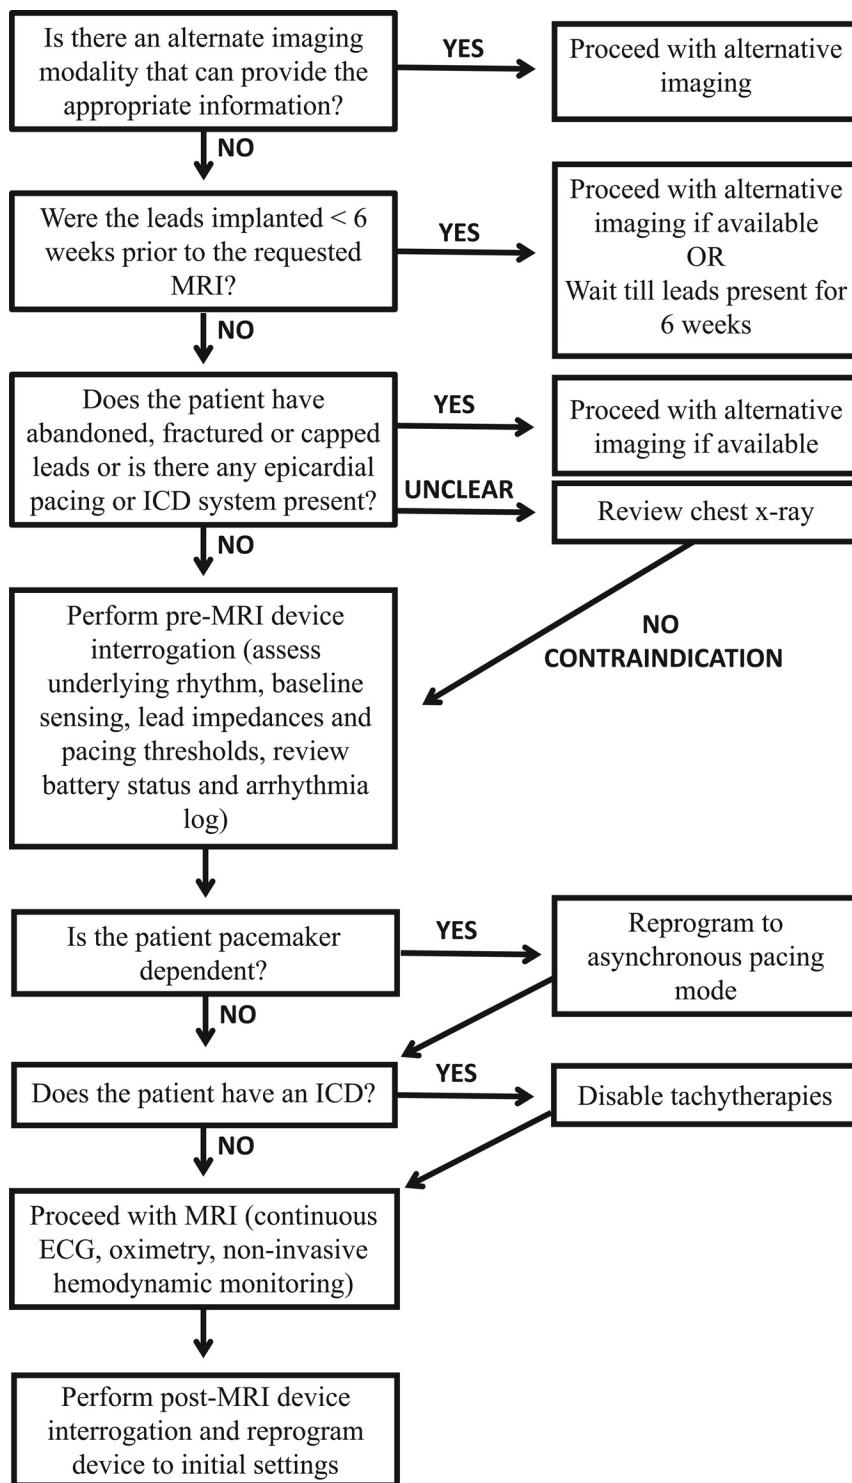 Is there an alternate imaging
modality that can provide the
appropriate information?
YES
Proceed with alternative
imaging
NO
Were the leads implanted < 6
weeks prior to the requested
MRI?
YES
Proceed with alternative
imaging if available
OR
Wait till leads present for
6 weeks
NO
Does the patient have
abandoned, fractured or capped
leads or is there any epicardial
pacing or ICD system present?
YES
Proceed with alternative
imaging if available
UNCLEAR
Review chest x-ray
NO
NO
CONTRAINDICATION
Perform pre-MRI device
interrogation (assess
underlying rhythm, baseline
sensing, lead impedances and
pacing thresholds, review
battery status and arrhythmia
log)
Is the patient pacemaker
dependent?
YES
Reprogram to
asynchronous pacing
mode
NO
Does the patient have an ICD?
YES
Disable tachytherapies
NO
Proceed with MRI (continuous
ECG, oximetry, non-invasive
hemodynamic monitoring)
Perform post-MRI device
interrogation and reprogram
device to initial settings